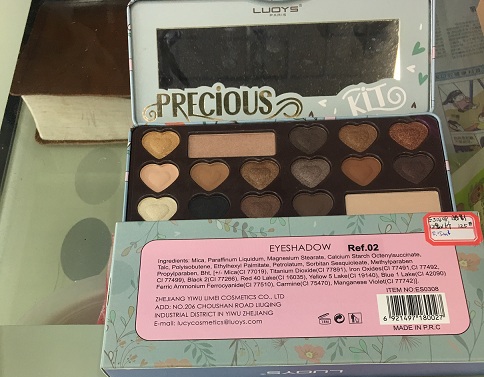 LUOYS
PARIS
PRECIOUS
KIT
EYESHADOW Ref.02
Ingredients: Mica, Paraffinum Liquidum, Magnesium Stearate, Calcium Starch Octenylsuccinate,
Talc, Polyisobutene, Ethylhexyl Palmitate, Petrolatum, Sorbitan Sesquioleate, Methylparaben
Propylparaben, Bht, [+/- Mica(C177019), Titanium Dioxide(CI 77891), Iron Oxides(CI 77491,CI 77492,
CI 77499), Black 2(CI 77266), Red 40 Lake(CI 16035), Yellow 5 Lake(CI 19140), Blue 1 Lake(CI 42090)
Ferric Ammonium Ferrocyanide(CI 77510), Carmine(CI 75470), Manganese Violet(CI 77742)].
ITEM NO:ES0308
ZHEJIANG YIWU LIMEI COSMETICS CO., LTD
ADD: NO.206 CHOUSHAN ROAD LIUQING
INDUSTRIAL DISTRICT IN YIWU ZHEJIANG
E-mail: lucycosmetics@luoys.com
6 921497 180027
MADE IN P.R.C
LUOYS